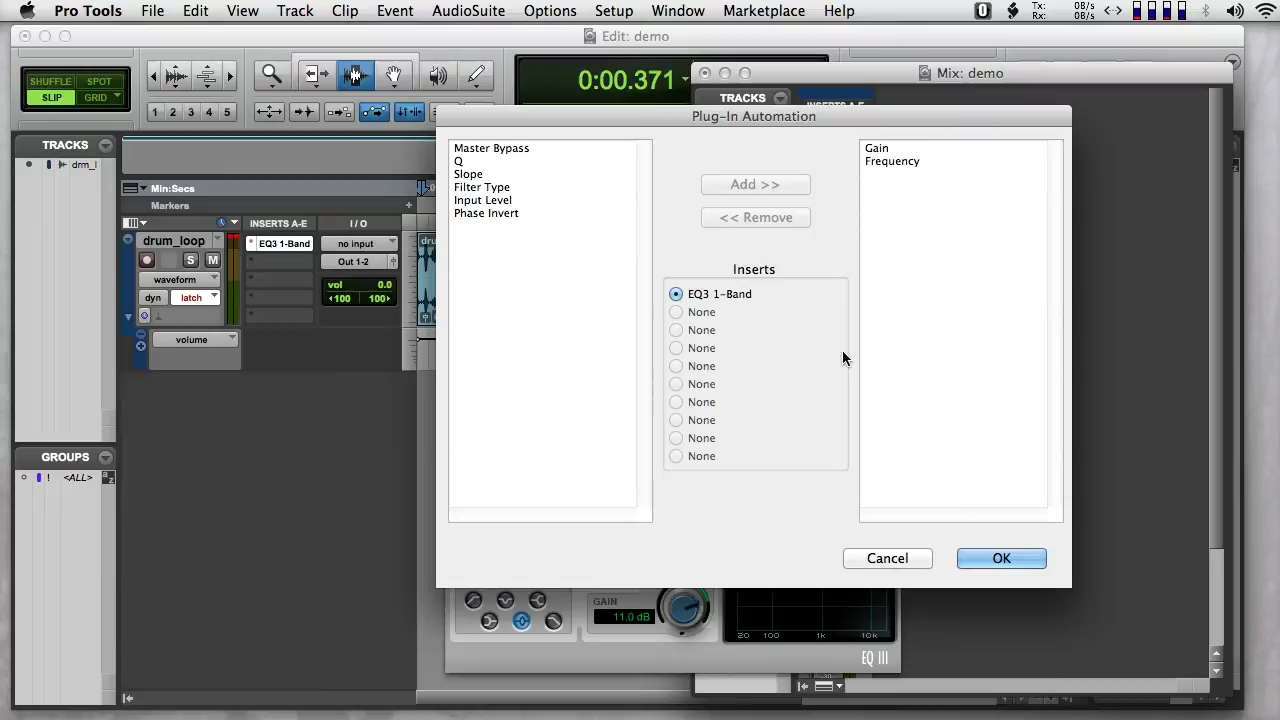 Pro Tools File Edit View Track Clip Event AudioSuite Options Setup Window Marketplace Help
Tx: 0B/s
Rx: 0B/s
Edit: demo
SHUFFLE SPOT
SLIP GRID
0:00.371
1 2 3 4 5
Mix: demo
TRACKS
Plug-In Automation
TRACKS
drm_l
Min:Secs
Markers
INSERTS A-E I / O
drum_loop
EQ3 1-Band no input
S M
Out 1-2
waveform
vol 0.0
dyn latch
100 100
volume
GROUPS
! <ALL>
Master Bypass
Q
Slope
Filter Type
Input Level
Phase Invert
Add >>
<< Remove
Inserts
EQ3 1-Band
None
None
None
None
None
None
None
None
None
Gain
Frequency
Cancel OK
GAIN
11.0 dB
20 100 1k 10k
EQ III